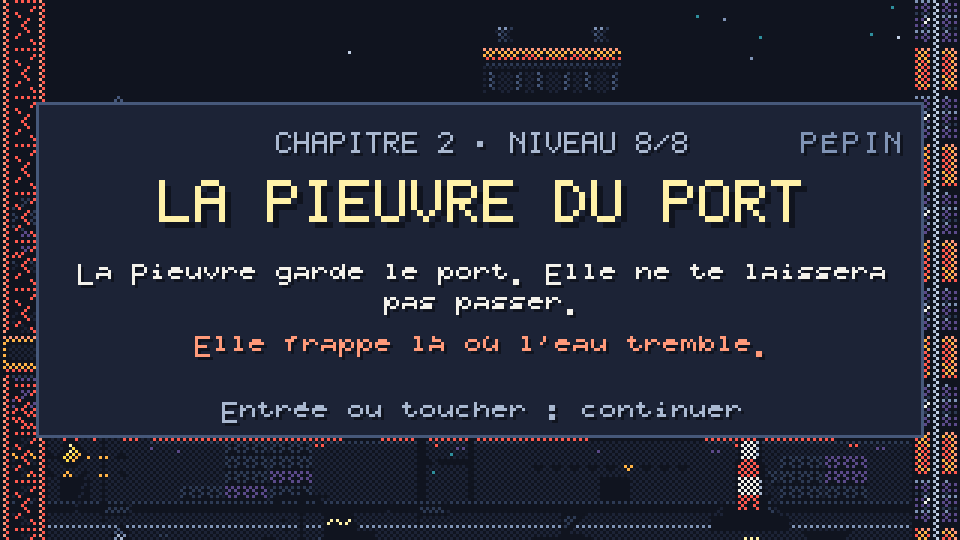 CHAPITRE 2 · NIVEAU 8/8
PÉPIN
LA PIEUVRE DU PORT
La Pieuvre garde le port. Elle ne te laissera
pas passer.
Elle frappe là où l'eau tremble.
Entrée ou toucher : continuer